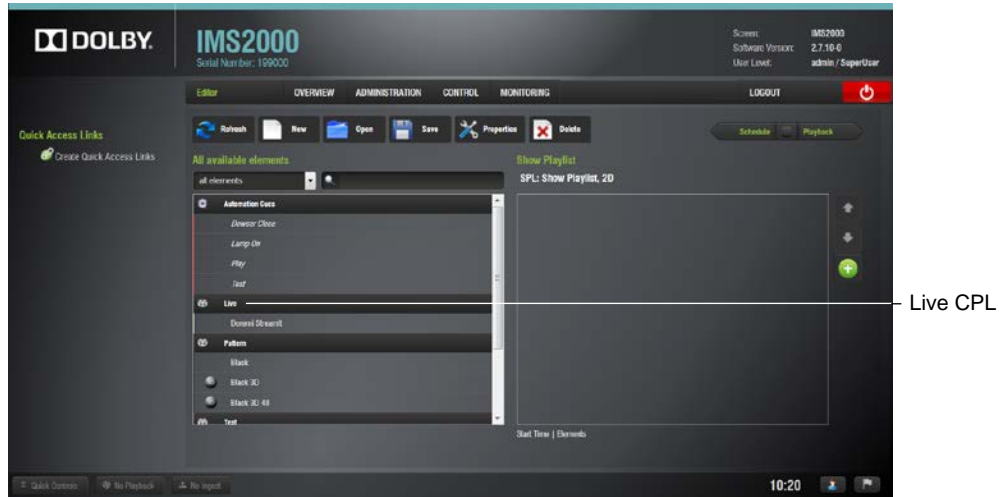 DOLBY.
IMS2000
Serial Number: 199000
Screen: IMS2000
Software Version: 2.7.10-0
User Level: admin / SuperUser
Editor OVERVIEW ADMINISTRATION CONTROL MONITORING LOGOUT
Quick Access Links
Create Quick Access Links
Refresh New Open Save Properties Delete
Schedule Playback
All available elements
all elements
Show Playlist
SPL: Show Playlist, 2D
Automation Cues
Dowser Close
Lamp On
Play
Test
Live
Doremi StreamIt
Pattern
Black
Black 3D
Black 3D 48
Test
Live CPL
Start Time | Elements
Quick Controls No Playback No Ingest
10:20